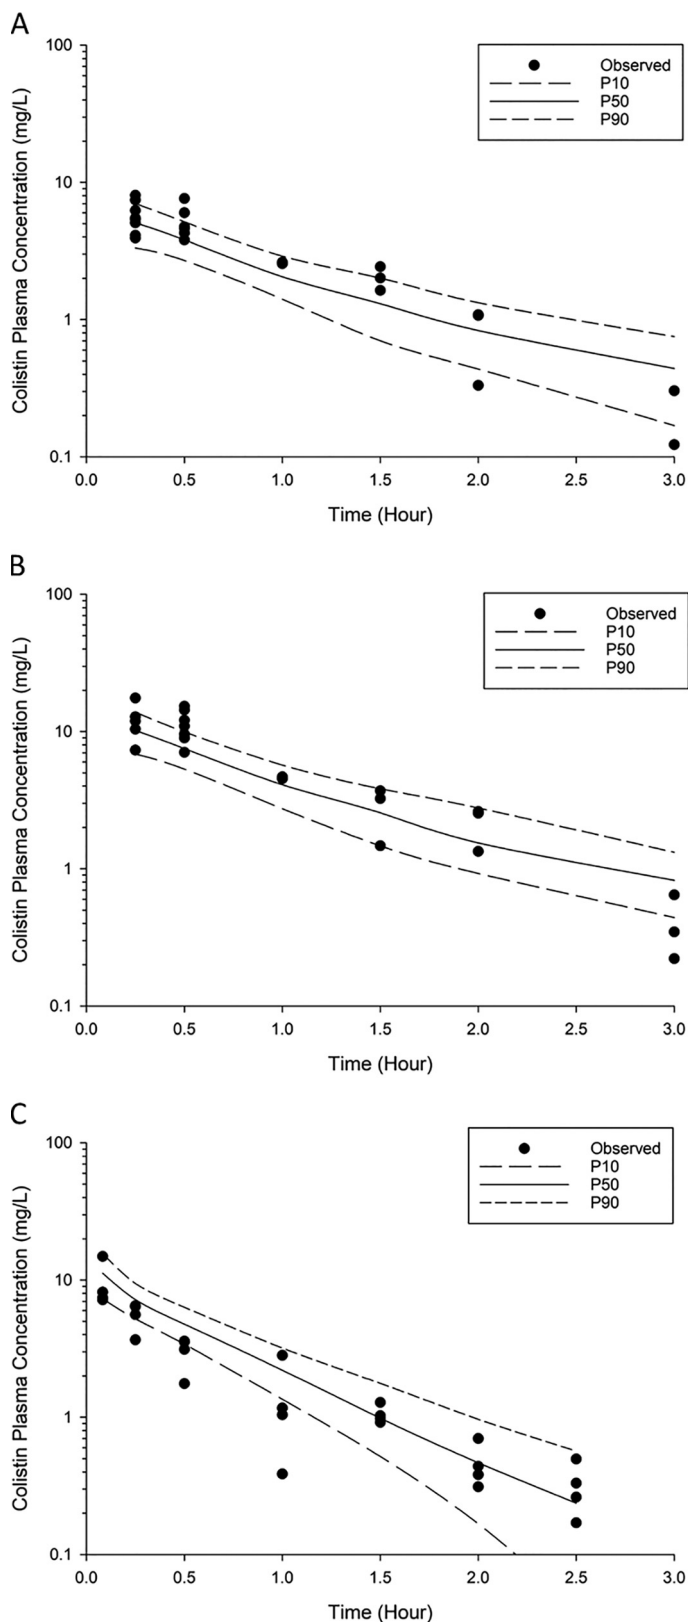 A
100
10
1
0.1
Colistin Plasma Concentration (mg/L)
Observed
P10
P50
P90
0.0 0.5 1.0 1.5 2.0 2.5 3.0
Time (Hour)
B
100
10
1
0.1
Colistin Plasma Concentration (mg/L)
Observed
P10
P50
P90
0.0 0.5 1.0 1.5 2.0 2.5 3.0
Time (Hour)
C
100
10
1
0.1
Colistin Plasma Concentration (mg/L)
Observed
P10
P50
P90
0.0 0.5 1.0 1.5 2.0 2.5 3.0
Time (Hour)